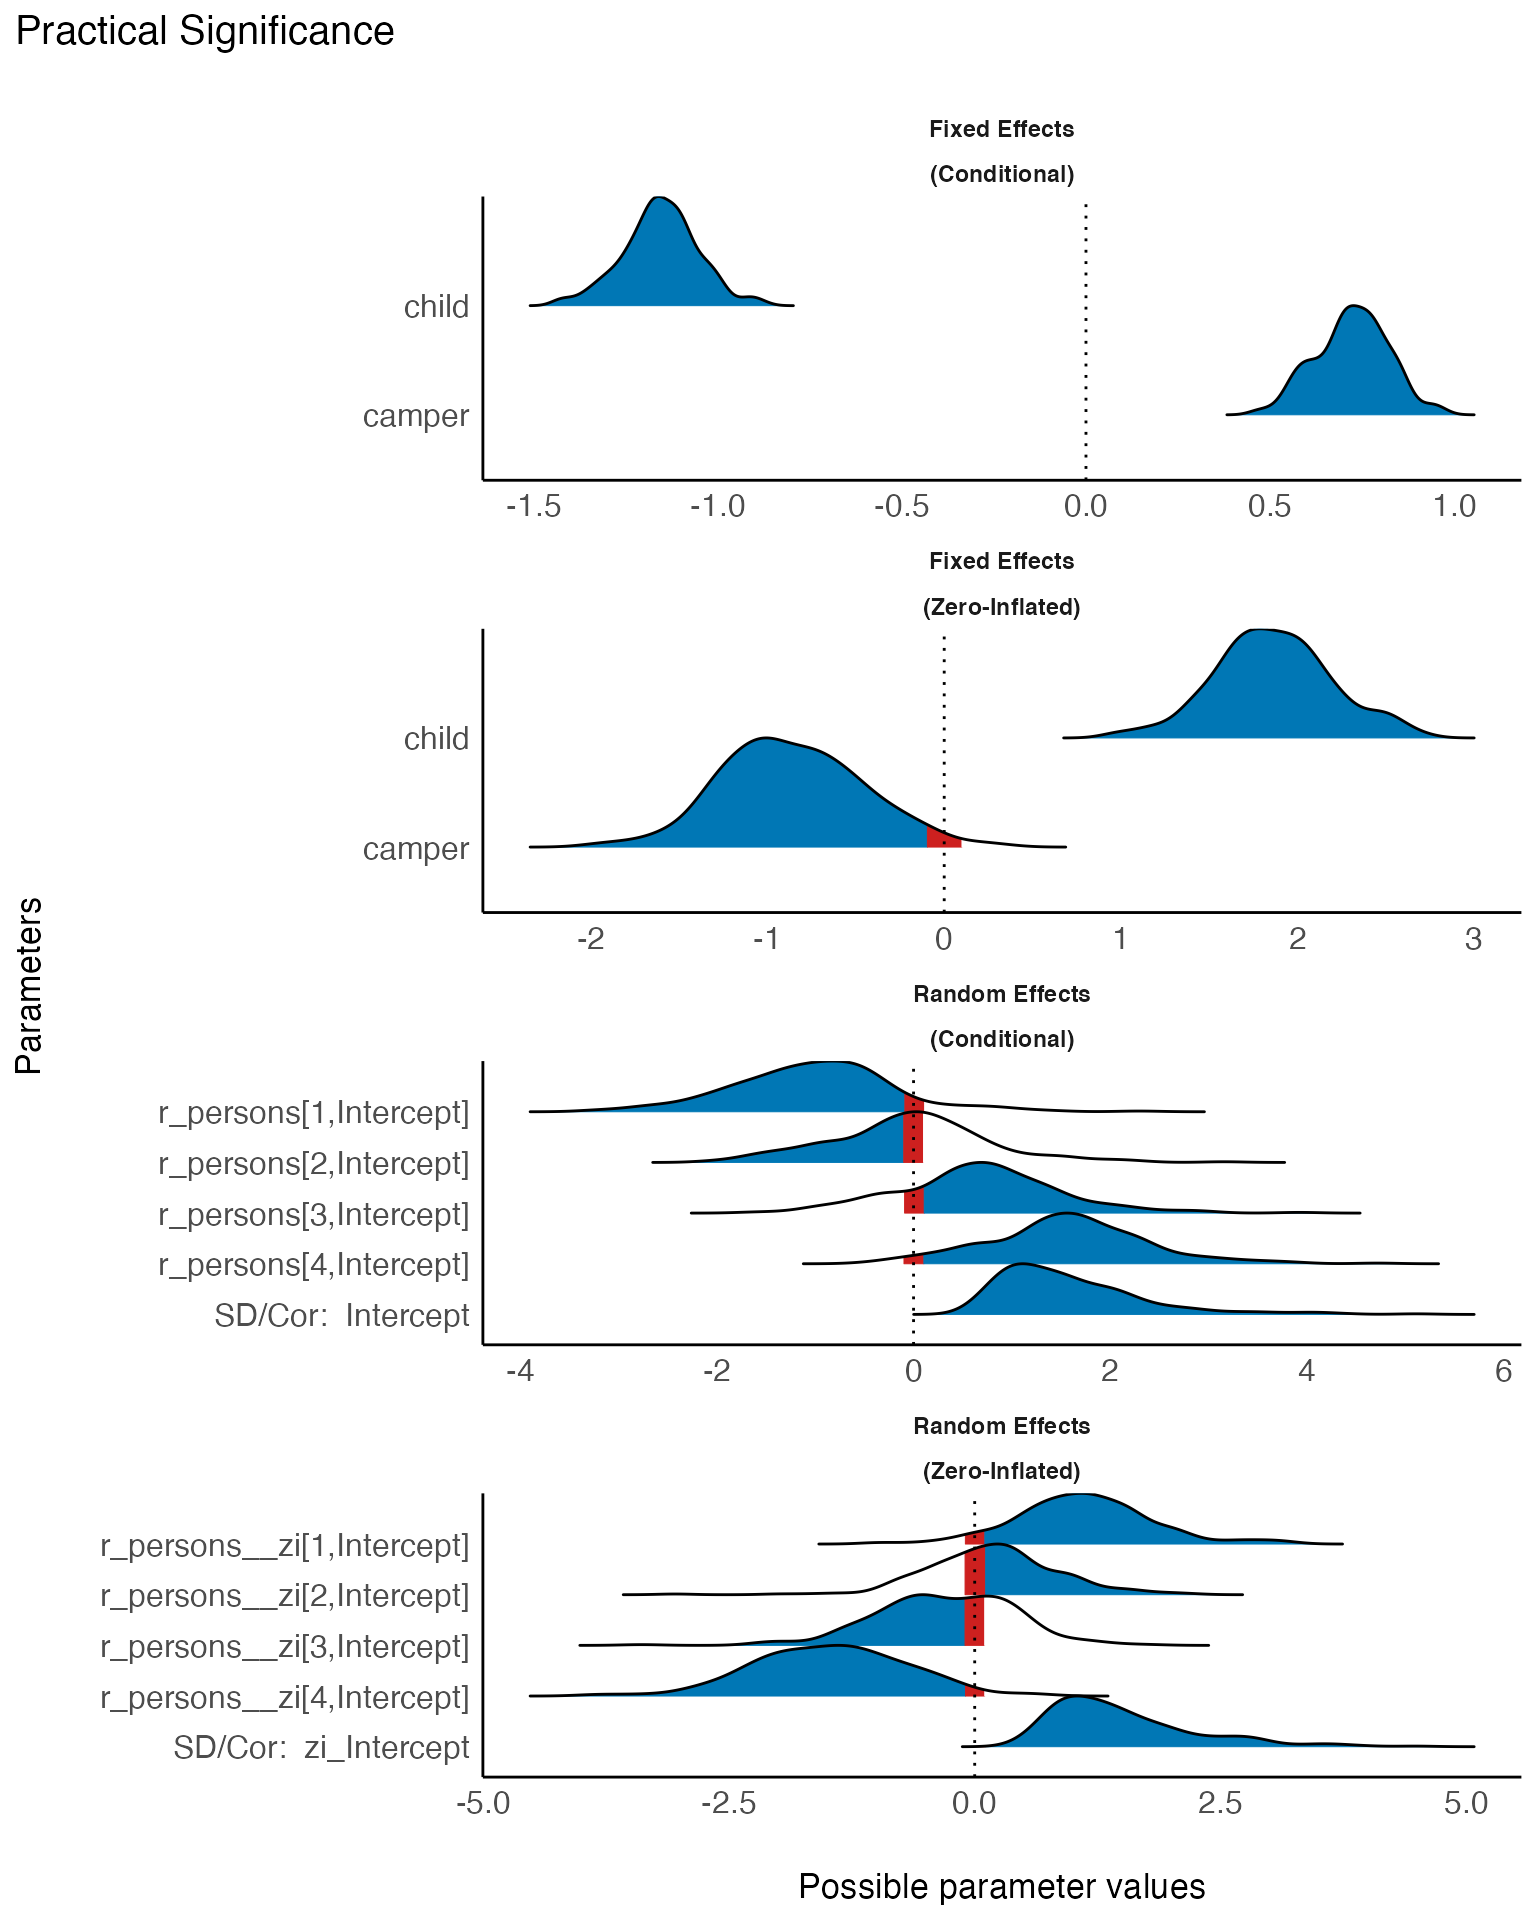 Practical Significance
Fixed Effects
(Conditional)
child
camper
-1.5 -1.0 -0.5 0.0 0.5 1.0
Fixed Effects
(Zero-Inflated)
child
camper
-2 -1 0 1 2 3
Parameters
Random Effects
(Conditional)
r_persons[1,Intercept]
r_persons[2,Intercept]
r_persons[3,Intercept]
r_persons[4,Intercept]
SD/Cor: Intercept
-4 -2 0 2 4 6
Random Effects
(Zero-Inflated)
r_persons__zi[1,Intercept]
r_persons__zi[2,Intercept]
r_persons__zi[3,Intercept]
r_persons__zi[4,Intercept]
SD/Cor: zi_Intercept
-5.0 -2.5 0.0 2.5 5.0
Possible parameter values